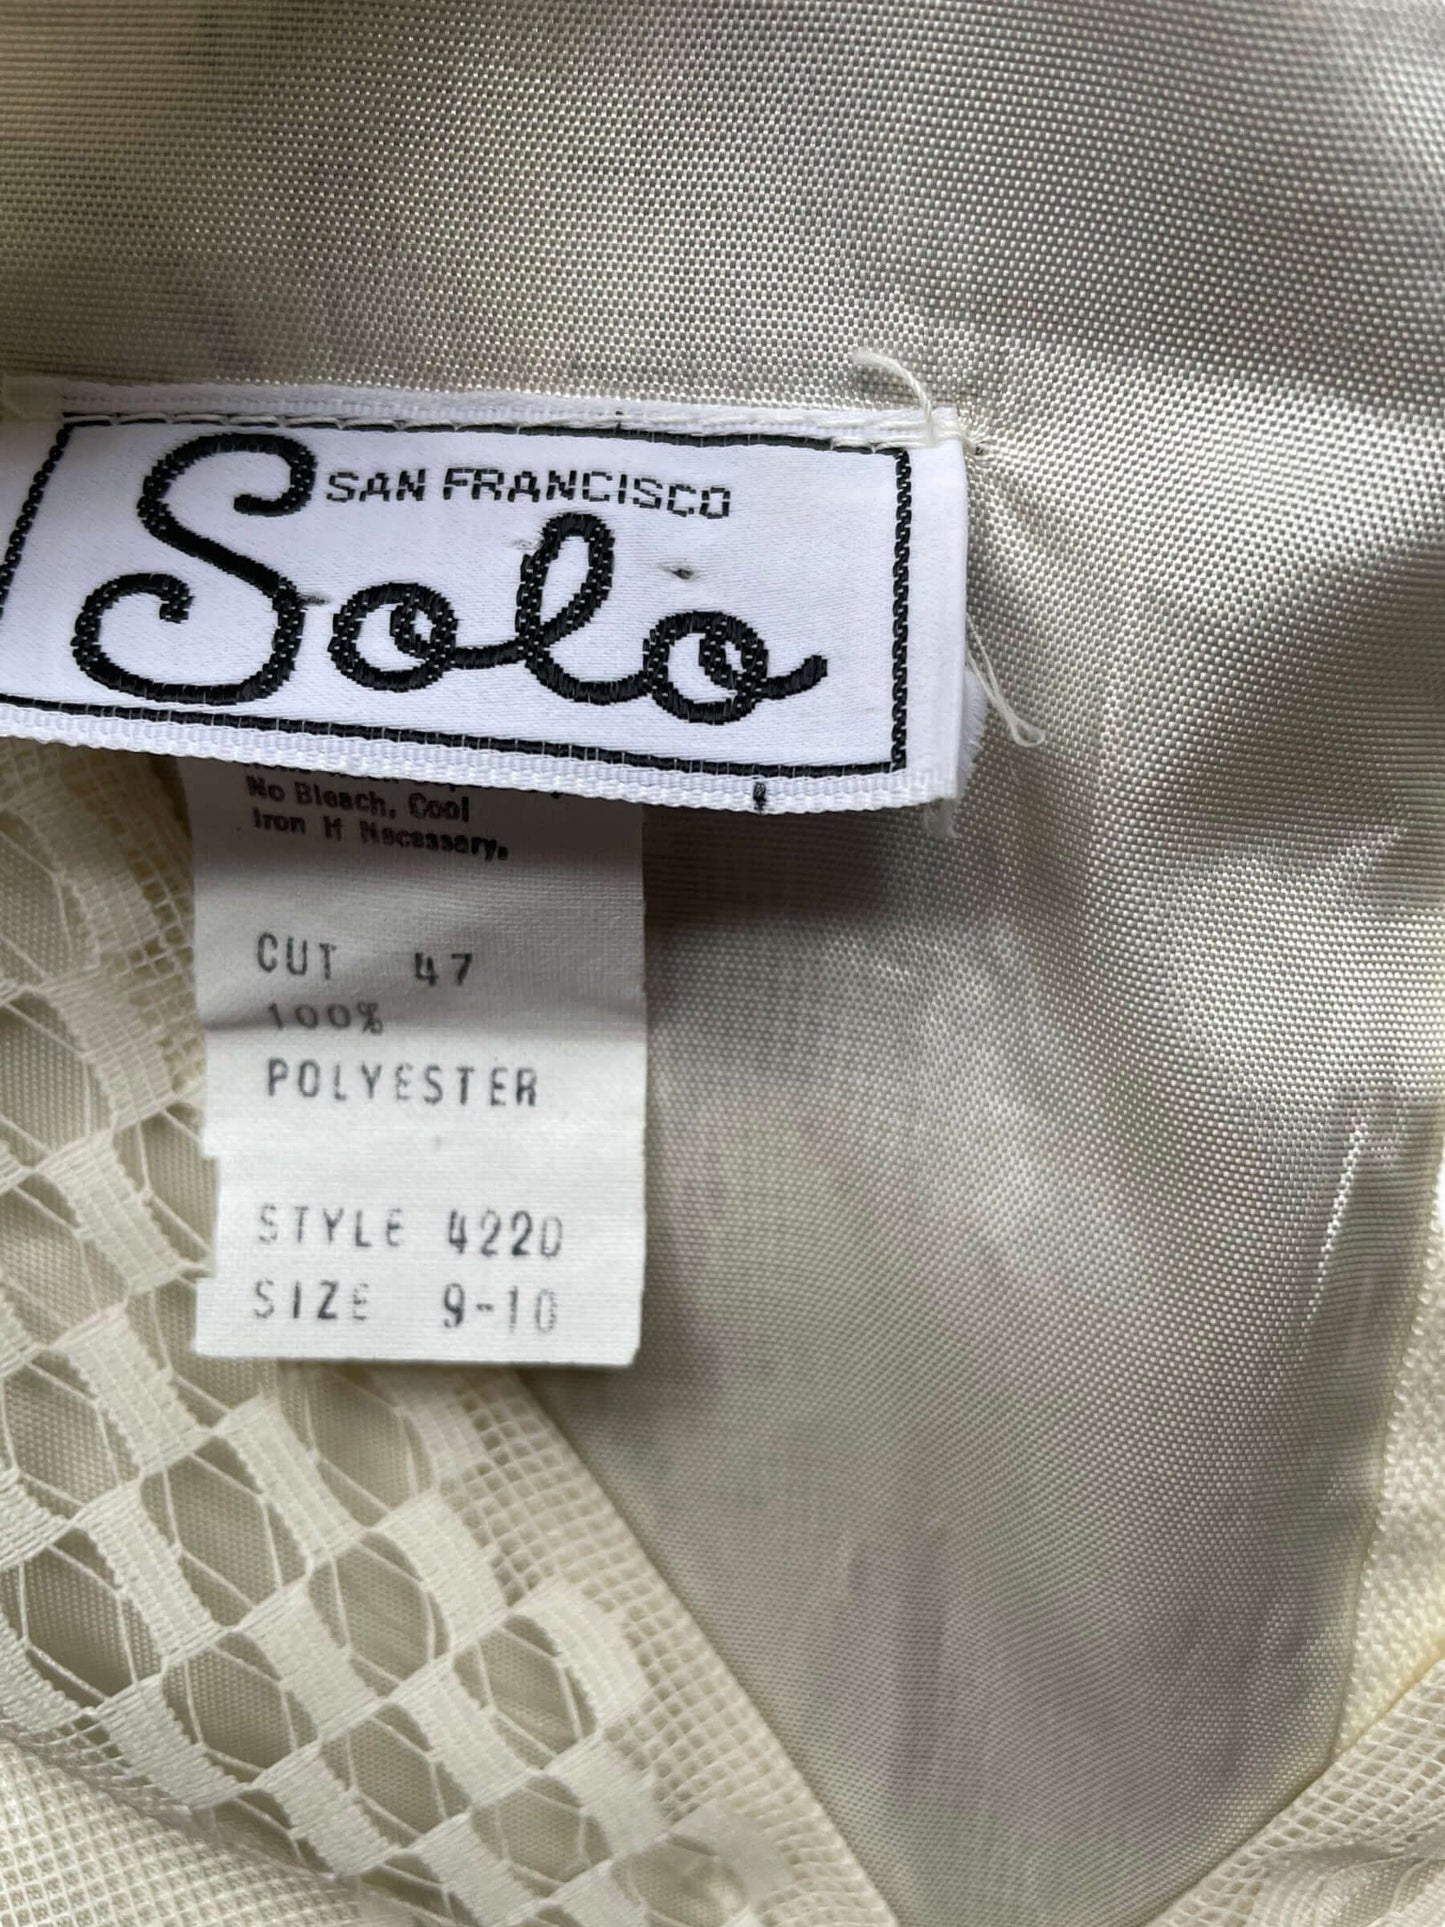 SAN FRANCISCO
Solo
No Bleach, Cool
Iron If Necessary.
CUT 47
100%
POLYESTER
STYLE 4220
SIZE 9-10